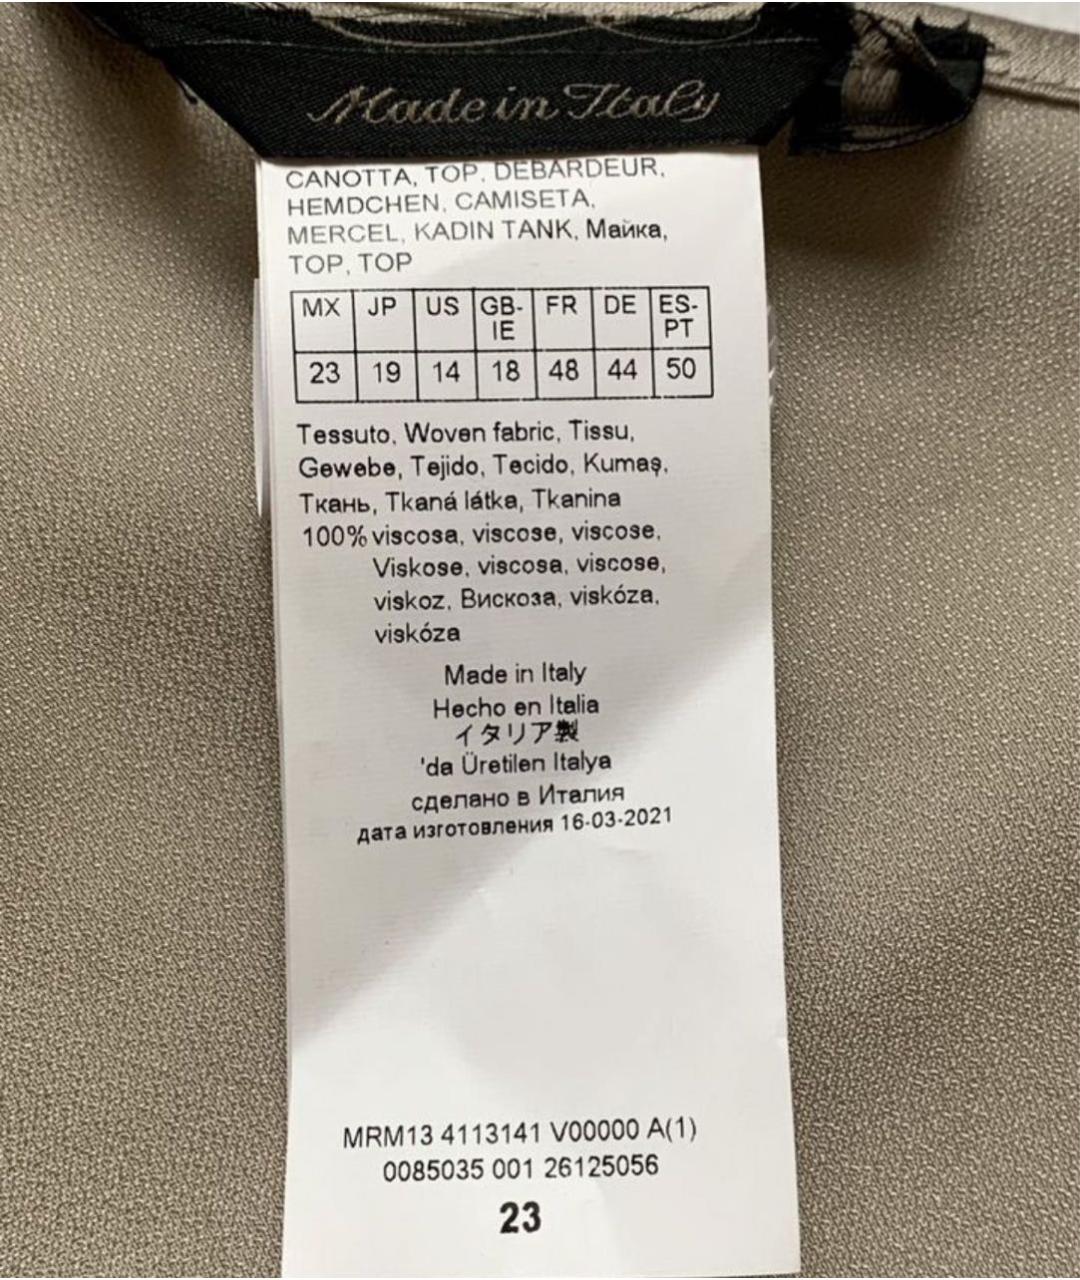 Made in Italy
CANOTTA, TOP, DEBARDEUR,
HEMDCHEN, CAMISETA,
MERCEL, KADIN TANK, Майка,
TOP, TOP
MX JP US GB-IE FR DE ES-PT
23 19 14 18 48 44 50
Tessuto, Woven fabric, Tissu,
Gewebe, Tejido, Tecido, Kumaş,
Ткань, Tkaná látka, Tkanina
100% viscosa, viscose, viscose,
Viskose, viscosa, viscose,
viskoz, Вискоза, viskóza,
viskóza
Made in Italy
Hecho en Italia
イタリア製
'da Üretilen Italya
сделано в Италия
дата изготовления 16-03-2021
MRM13 4113141 V00000 A(1)
0085035 001 26125056
23